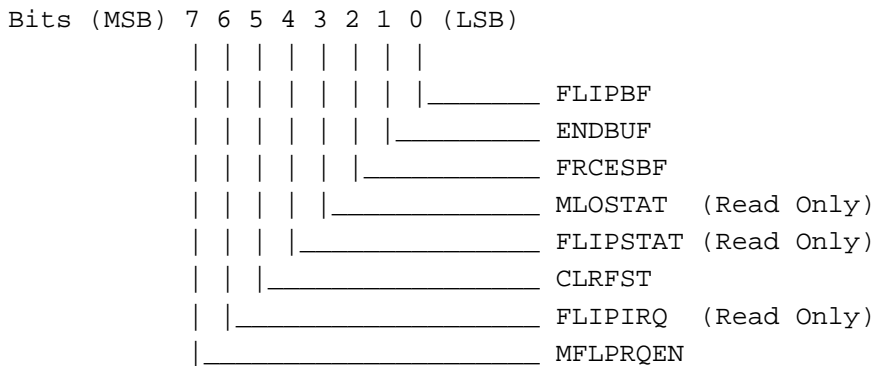 Bits (MSB) 7 6 5 4 3 2 1 0 (LSB)
FLIPBF
ENDBUF
FRCESBF
MLOSTAT (Read Only)
FLIPSTAT (Read Only)
CLRFST
FLIPIRQ (Read Only)
MFLPRQEN